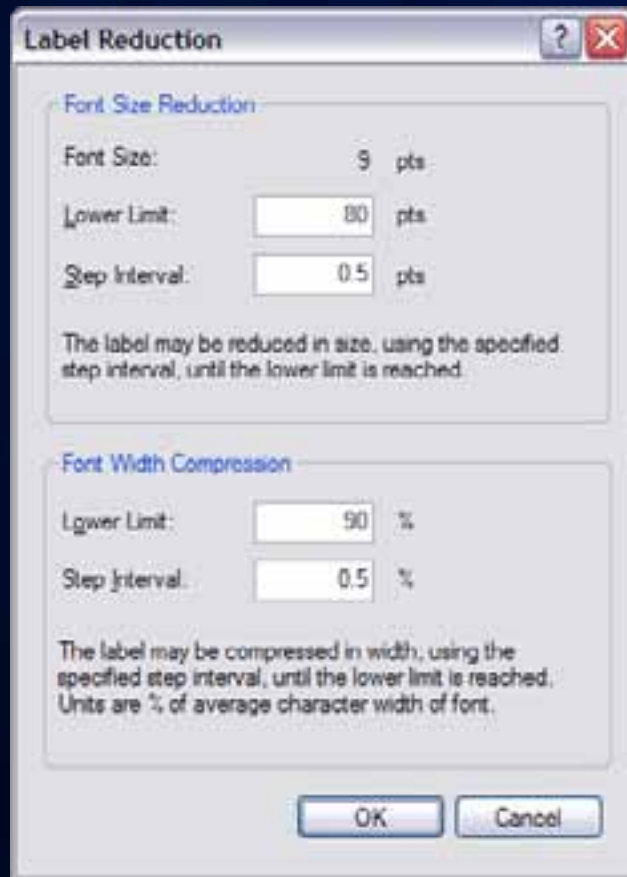 Label Reduction
Font Size Reduction
Font Size: 9 pts
Lower Limit: 80 pts
Step Interval: 0.5 pts
The label may be reduced in size, using the specified
step interval, until the lower limit is reached.
Font Width Compression
Lower Limit: 90 %
Step Interval: 0.5 %
The label may be compressed in width, using the
specified step interval, until the lower limit is reached.
Units are % of average character width of font.
OK Cancel